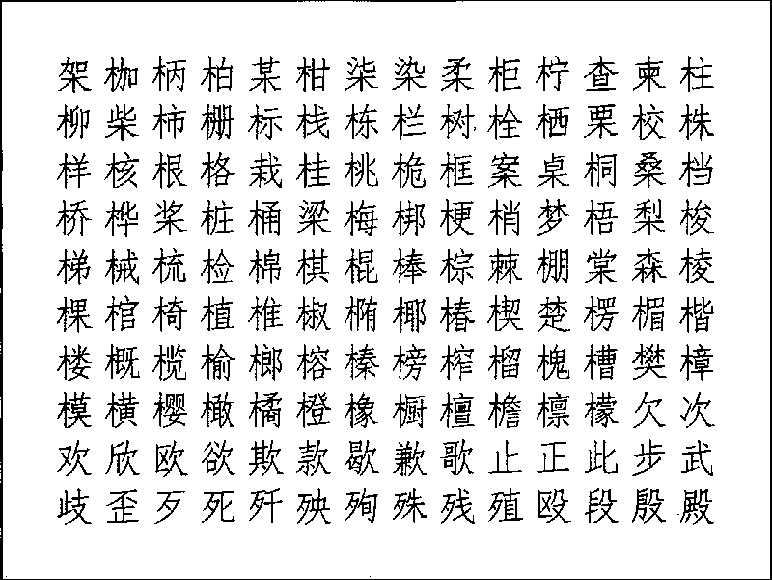 架枷柄柏某柑柒染柔柜柠查柬柱
柳柴柿栅标栈栋栏树栓栖栗校株
样核根格栽桂桃桅框案桌桐桑档
桥桦桨桩桶梁梅梆梗梢梦梧梨梭
梯械梳检棉棋棍棒棕棘棚棠森棱
棵棺椅植椎椒椭椰椿楔楚楞楣楷
楼概榄榆榔榕榛榜榨榴槐槽樊樟
模横樱橄橘橙橡橱檀檐檩檬欠次
欢欣欧欲欺款歇歉歌止正此步武
歧歪歹死歼殃殉殊残殖殴段殷殿